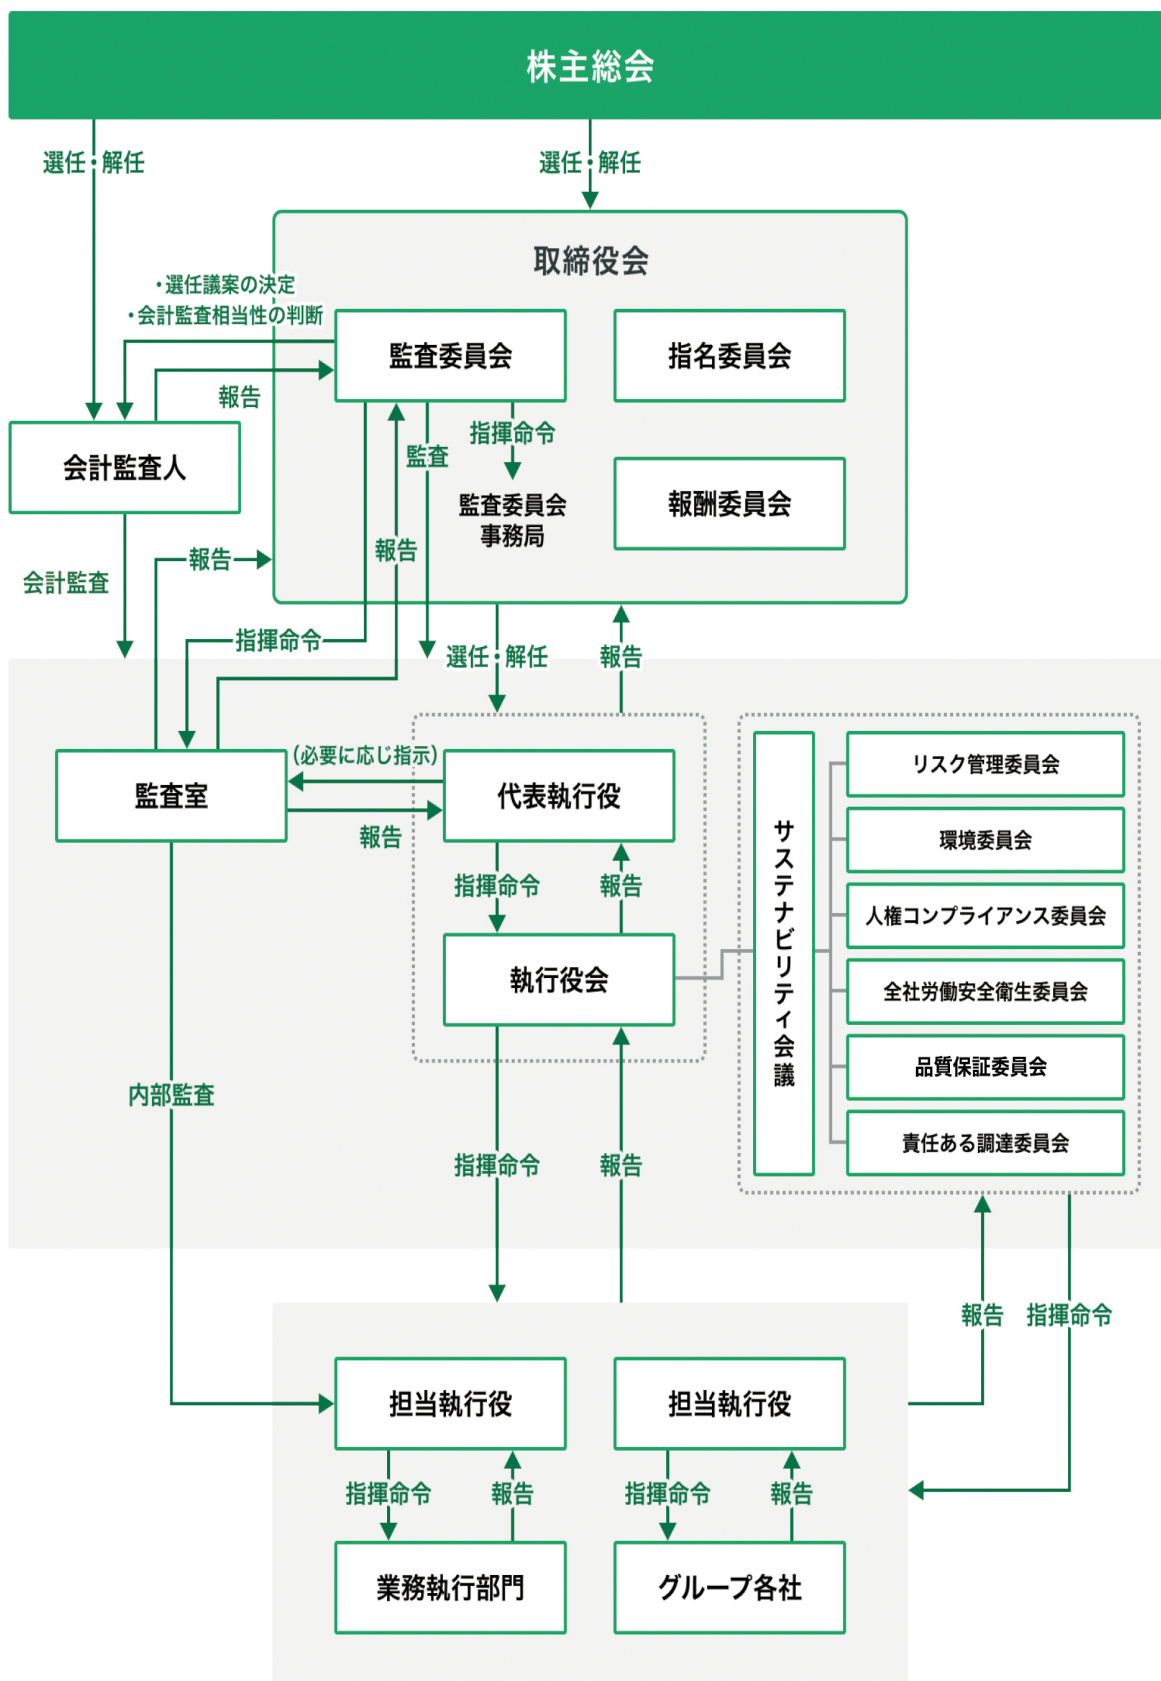 株主総会
選任・解任
選任・解任
取締役会
・選任議案の決定
・会計監査相当性の判断
監査委員会
指名委員会
報告
指揮命令
監査
会計監査人
監査委員会
事務局
報酬委員会
報告
報告
会計監査
指揮命令
選任・解任
報告
(必要に応じ指示)
監査室
代表執行役
報告
指揮命令
報告
執行役会
サステナビリティ会議
リスク管理委員会
環境委員会
人権コンプライアンス委員会
全社労働安全衛生委員会
品質保証委員会
責任ある調達委員会
内部監査
指揮命令
報告
報告
指揮命令
担当執行役
担当執行役
指揮命令
報告
指揮命令
報告
業務執行部門
グループ各社